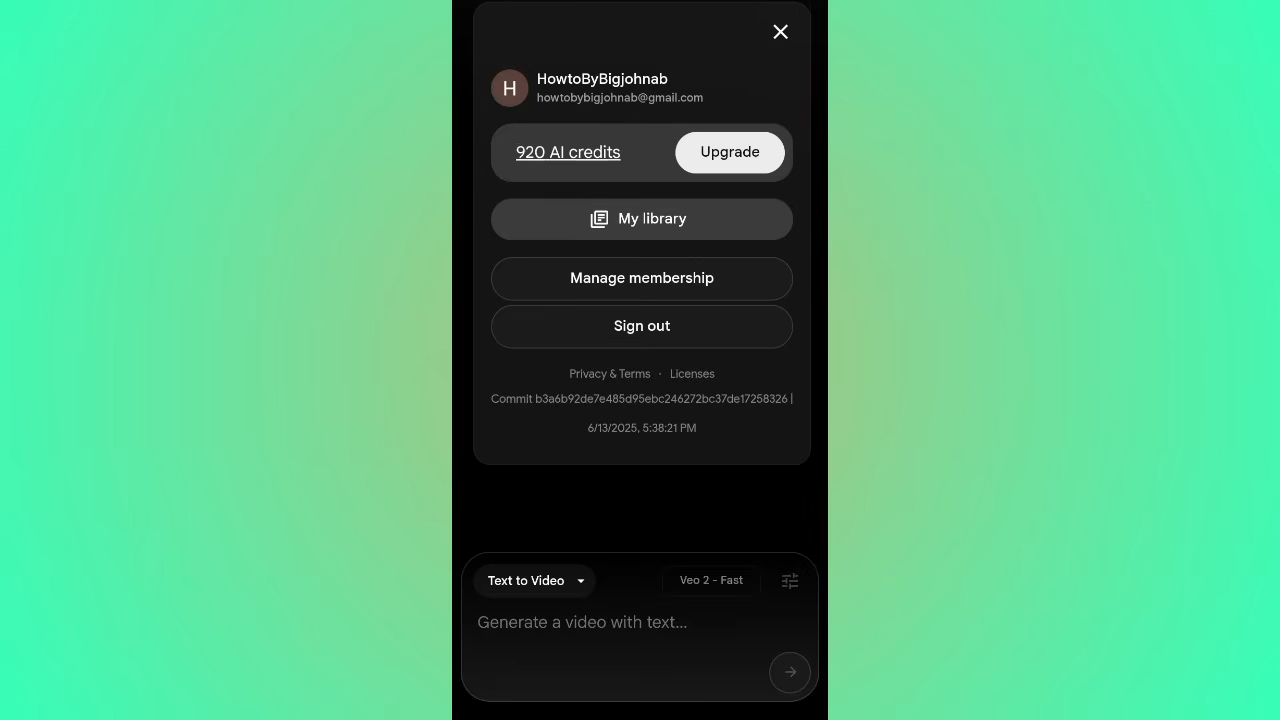 H
HowtoByBigjohnab
howtobybigjohnab@gmail.com
920 AI credits
Upgrade
My library
Manage membership
Sign out
Privacy & Terms · Licenses
Commit b3a6b92de7e485d95ebc246272bc37de17258326 |
6/13/2025, 5:38:21 PM
Text to Video
Veo 2 - Fast
Generate a video with text...